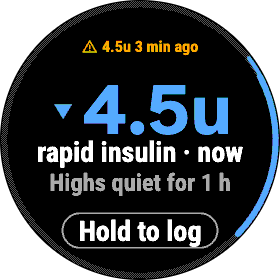 ⚠ 4.5u 3 min ago
▼4.5u
rapid insulin · now
Highs quiet for 1 h
Hold to log